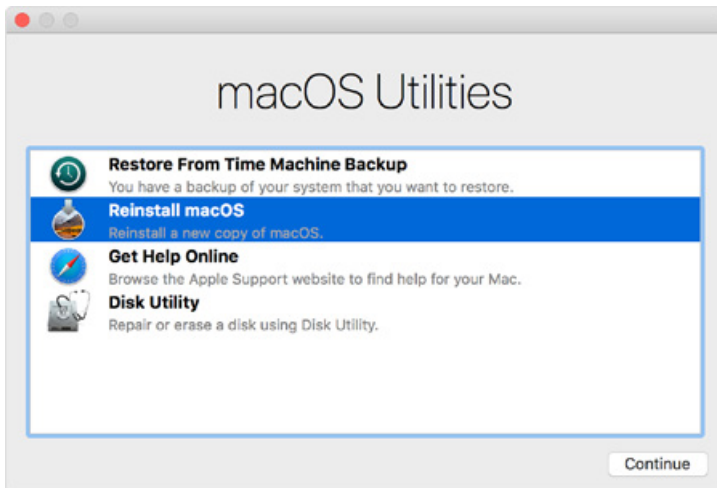 macOS Utilities
Restore From Time Machine Backup
You have a backup of your system that you want to restore.
Reinstall macOS
Reinstall a new copy of macOS.
Get Help Online
Browse the Apple Support website to find help for your Mac.
Disk Utility
Repair or erase a disk using Disk Utility.
Continue